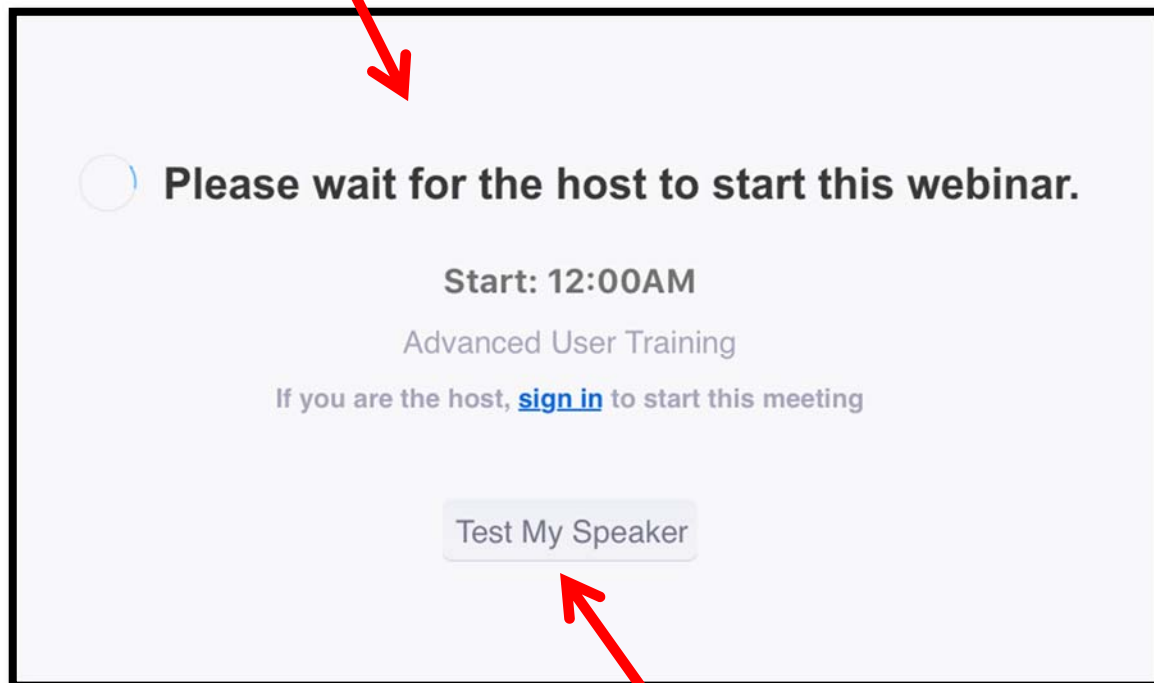 Please wait for the host to start this webinar.
Start: 12:00AM
Advanced User Training
If you are the host, sign in to start this meeting
Test My Speaker